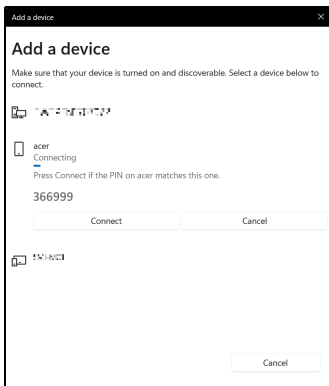 Add a device
Add a device
Make sure that your device is turned on and discoverable. Select a device below to
connect.
acer
Connecting
Press Connect if the PIN on acer matches this one.
366999
Connect Cancel
Cancel